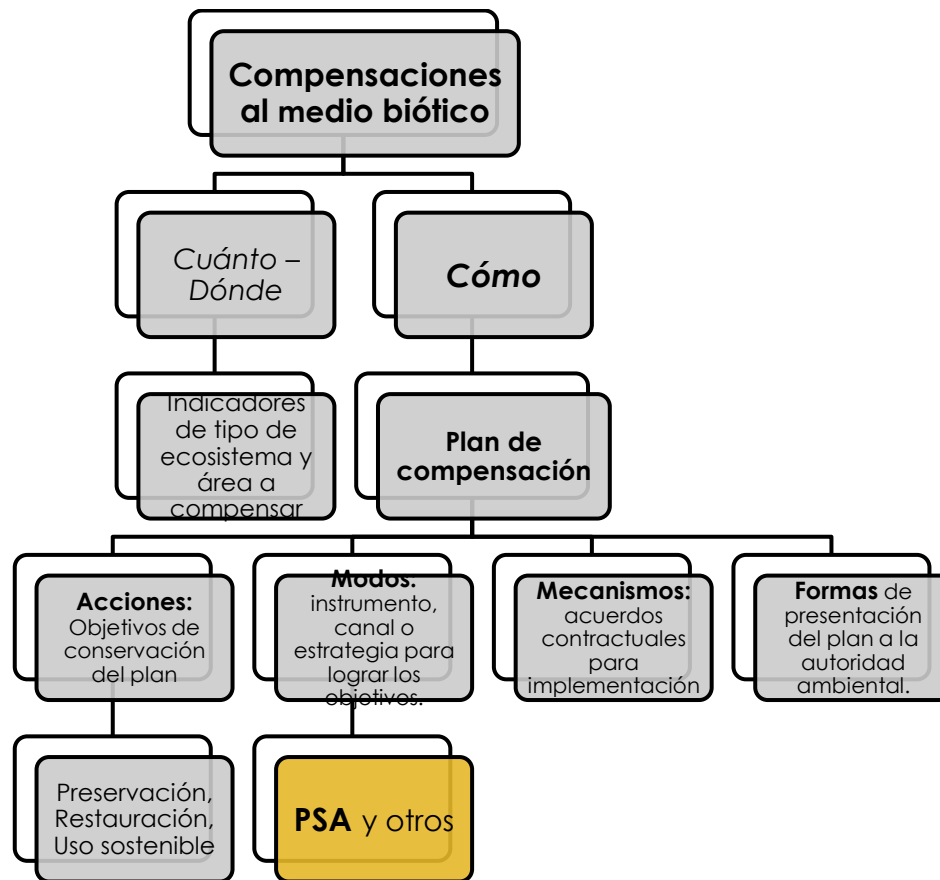 Compensaciones
al medio biótico
Cuánto –
Dónde
Cómo
Indicadores
de tipo de
ecosistema y
área a
compensar
Plan de
compensación
Acciones:
Objetivos de
conservación
del plan
Modos:
instrumento,
canal o
estrategia para
lograr los
objetivos.
Mecanismos:
acuerdos
contractuales
para
implementación
Formas de
presentación
del plan a la
autoridad
ambiental.
Preservación,
Restauración,
Uso sostenible
PSA y otros